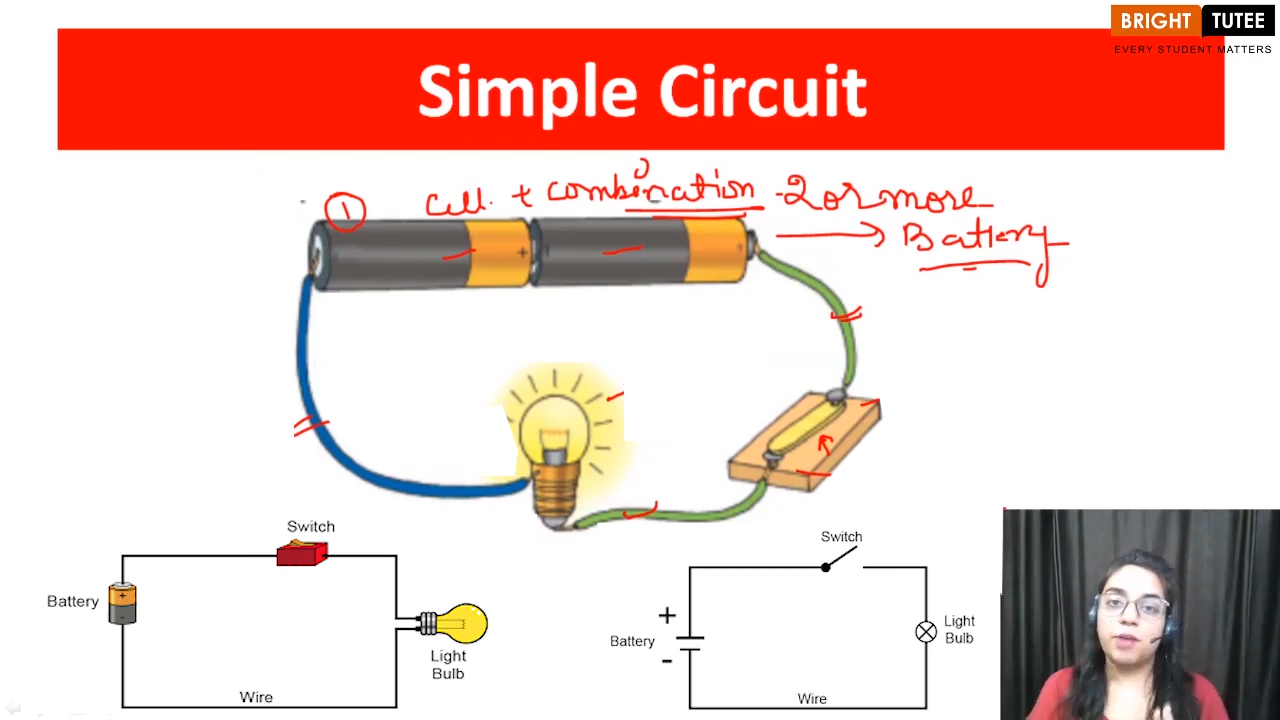 BRIGHT TUTEE
EVERY STUDENT MATTERS
Simple Circuit
1 Cell + combination - 2 or more
→ Battery
+
Switch
Battery
+
-
Light
Bulb
Wire
Switch
+
Battery
-
Light
Bulb
Wire